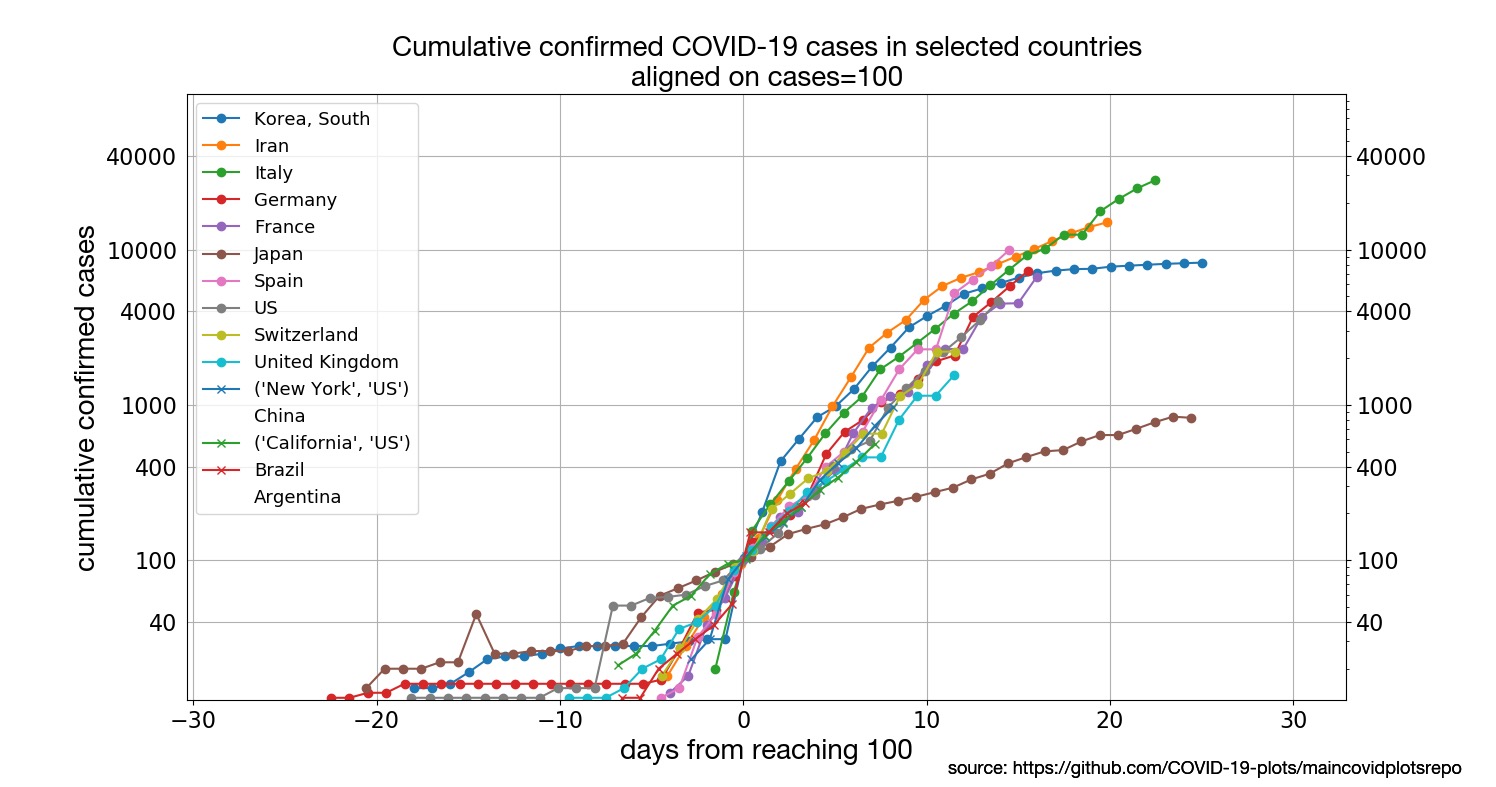 Cumulative confirmed COVID-19 cases in selected countries
aligned on cases=100
Korea, South
Iran
Italy
Germany
France
Japan
Spain
US
Switzerland
United Kingdom
('New York', 'US')
China
('California', 'US')
Brazil
Argentina
cumulative confirmed cases
40000
10000
4000
1000
400
100
40
40000
10000
4000
1000
400
100
40
−30
−20
−10
0
10
20
30
days from reaching 100
source: https://github.com/COVID-19-plots/maincovidplotsrepo